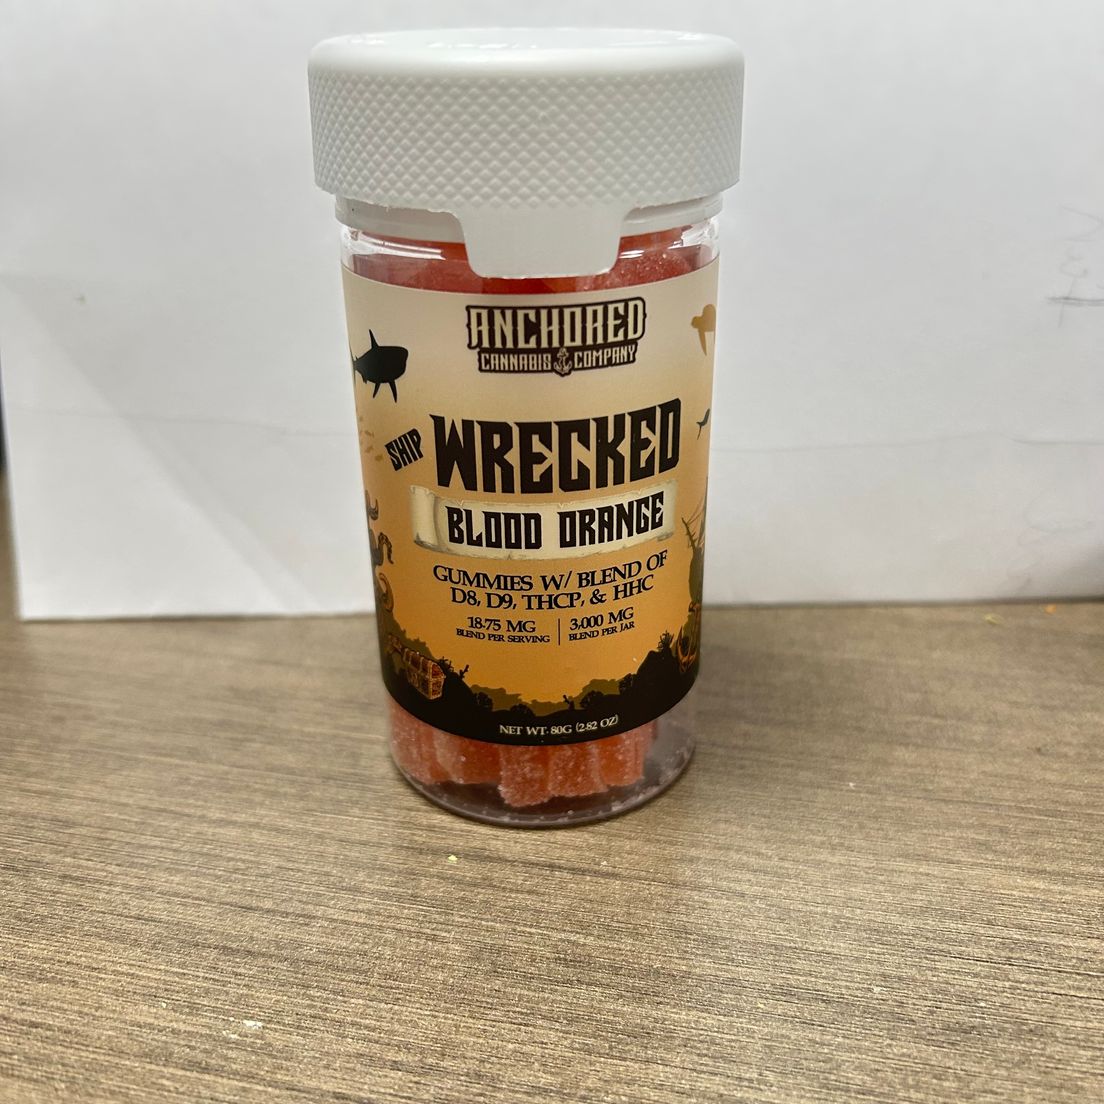 ANCHORED
CANNABIS COMPANY
SHIP WRECKED
BLOOD ORANGE
GUMMIES W/ BLEND OF
D8, D9, THCP, & HHC
18.75 MG
BLEND PER SERVING
3,000 MG
BLEND PER JAR
NET WT. 80G (2.82 OZ)